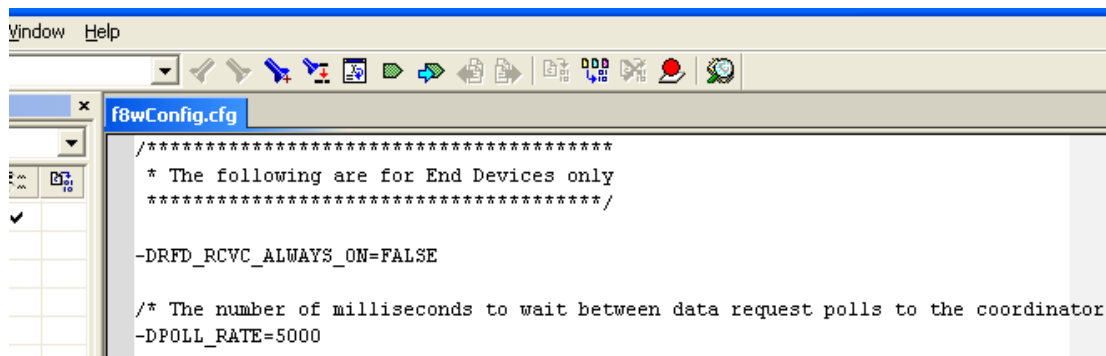 Window Help
f8wConfig.cfg
/****************************************
* The following are for End Devices only
***************************************/
-DRFD_RCVC_ALWAYS_ON=FALSE
/* The number of milliseconds to wait between data request polls to the coordinator
-DPOLL_RATE=5000